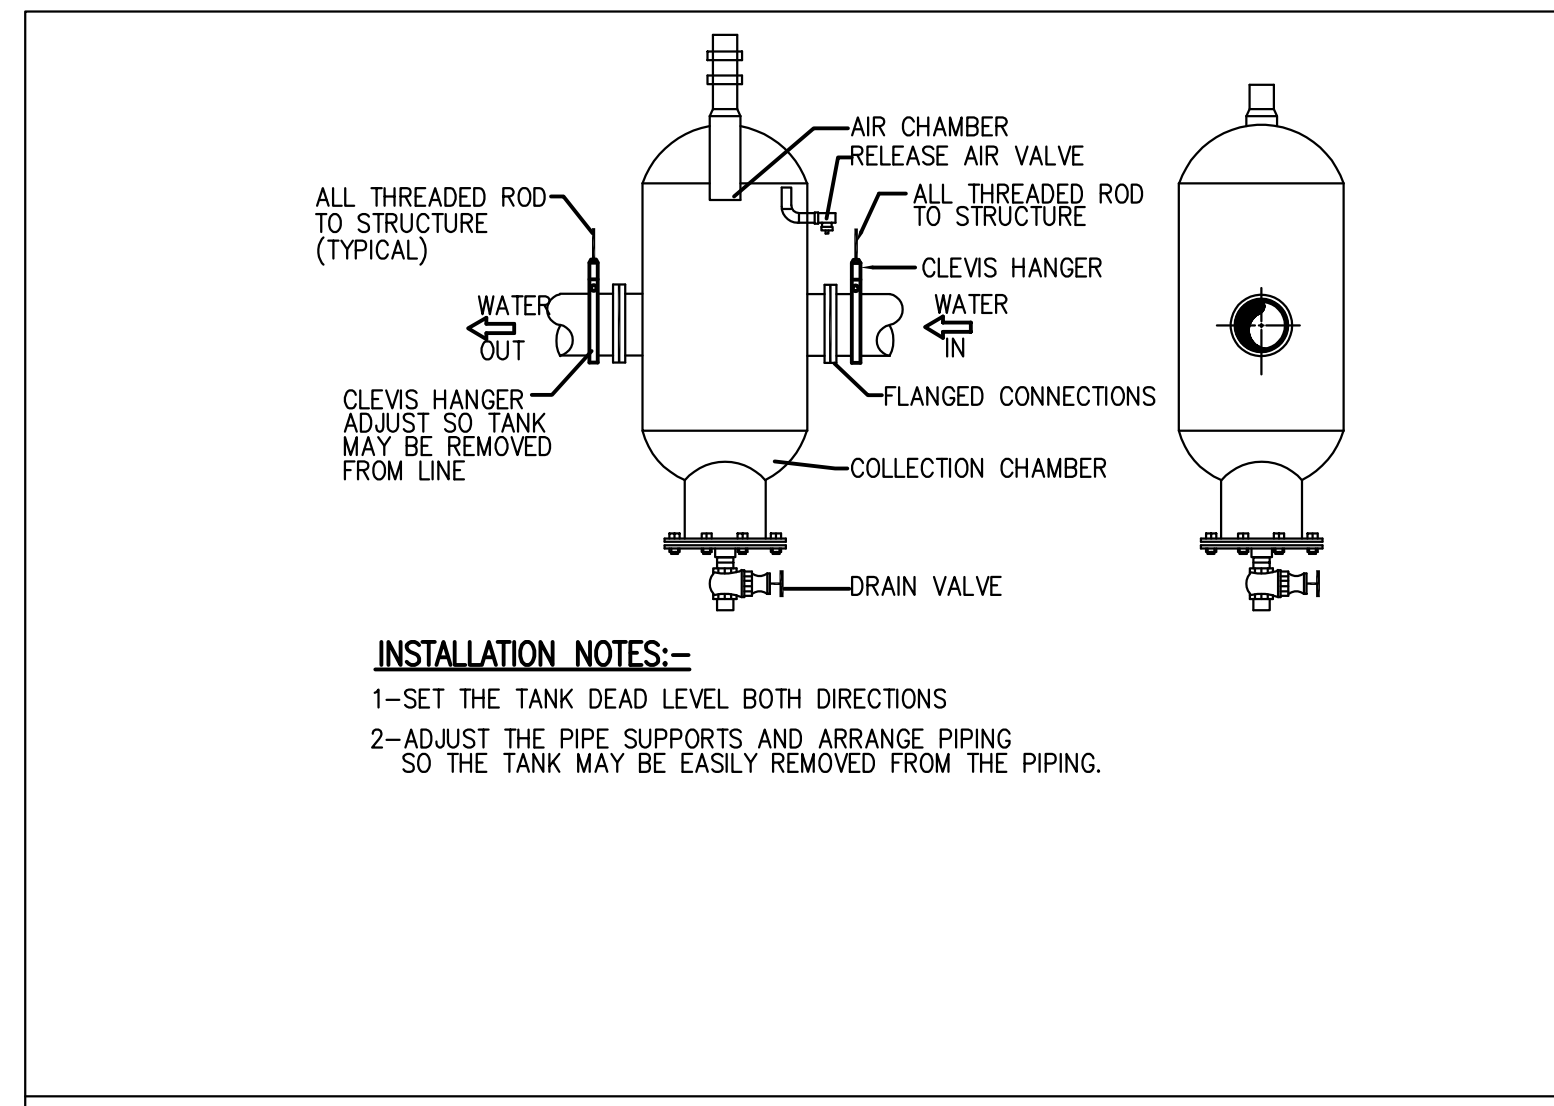 AIR CHAMBER
RELEASE AIR VALVE
ALL THREADED ROD
TO STRUCTURE
(TYPICAL)
ALL THREADED ROD
TO STRUCTURE
CLEVIS HANGER
WATER
OUT
WATER
IN
CLEVIS HANGER
ADJUST SO TANK
MAY BE REMOVED
FROM LINE
FLANGED CONNECTIONS
COLLECTION CHAMBER
DRAIN VALVE
INSTALLATION NOTES:-
1-SET THE TANK DEAD LEVEL BOTH DIRECTIONS
2-ADJUST THE PIPE SUPPORTS AND ARRANGE PIPING
SO THE TANK MAY BE EASILY REMOVED FROM THE PIPING.